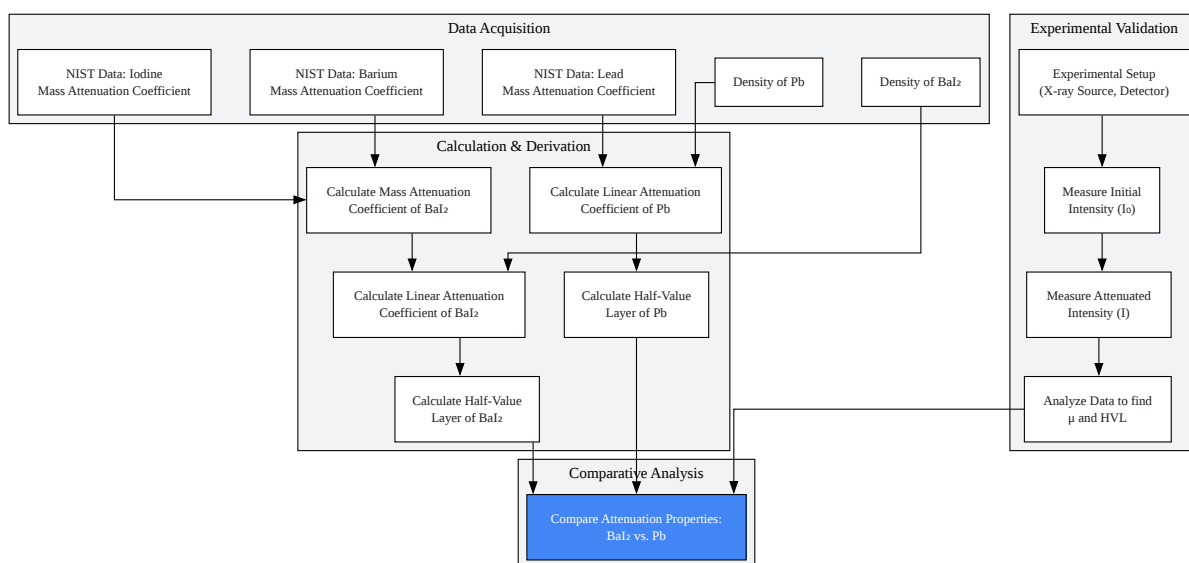 Data Acquisition
NIST Data: Iodine
Mass Attenuation Coefficient
NIST Data: Barium
Mass Attenuation Coefficient
NIST Data: Lead
Mass Attenuation Coefficient
Density of Pb
Density of BaI₂
Experimental Validation
Experimental Setup
(X-ray Source, Detector)
Calculation & Derivation
Calculate Mass Attenuation
Coefficient of BaI₂
Calculate Linear Attenuation
Coefficient of Pb
Measure Initial
Intensity (I₀)
Calculate Linear Attenuation
Coefficient of BaI₂
Calculate Half-Value
Layer of Pb
Measure Attenuated
Intensity (I)
Calculate Half-Value
Layer of BaI₂
Analyze Data to find
μ and HVL
Comparative Analysis
Compare Attenuation Properties:
BaI₂ vs. Pb